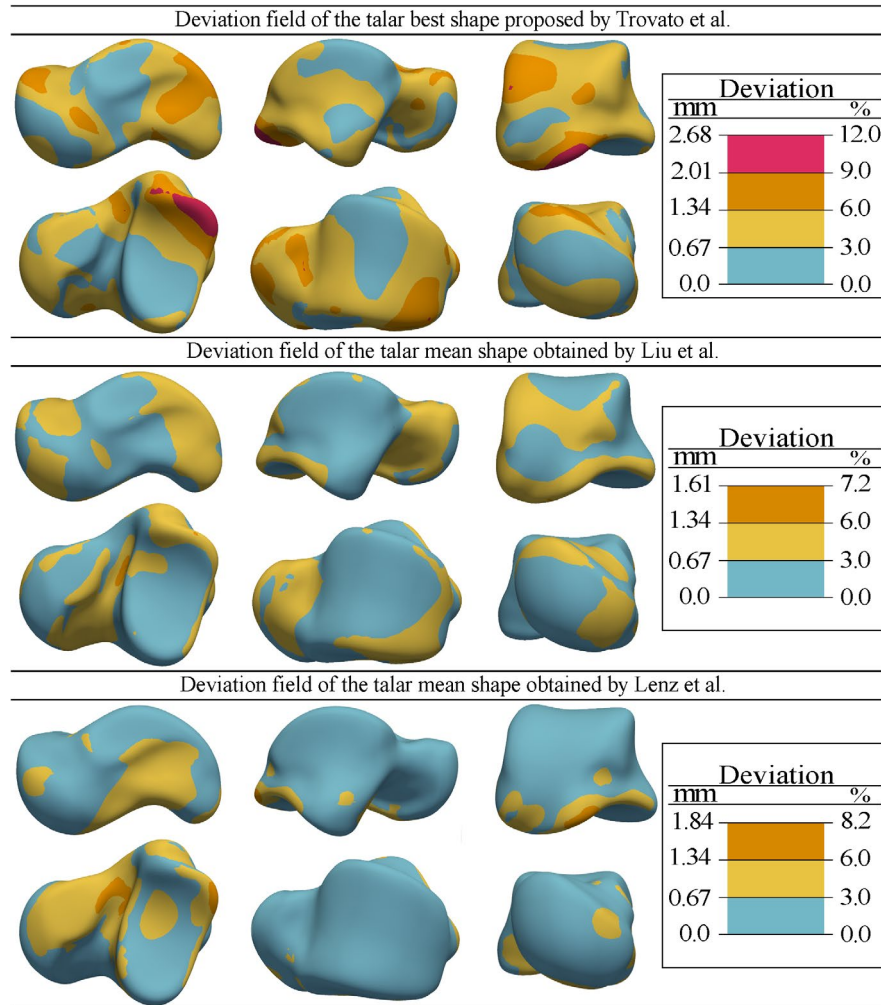 Deviation field of the talar best shape proposed by Trovato et al.
Deviation
mm %
2.68 12.0
2.01 9.0
1.34 6.0
0.67 3.0
0.0 0.0
Deviation field of the talar mean shape obtained by Liu et al.
Deviation
mm %
1.61 7.2
1.34 6.0
0.67 3.0
0.0 0.0
Deviation field of the talar mean shape obtained by Lenz et al.
Deviation
mm %
1.84 8.2
1.34 6.0
0.67 3.0
0.0 0.0